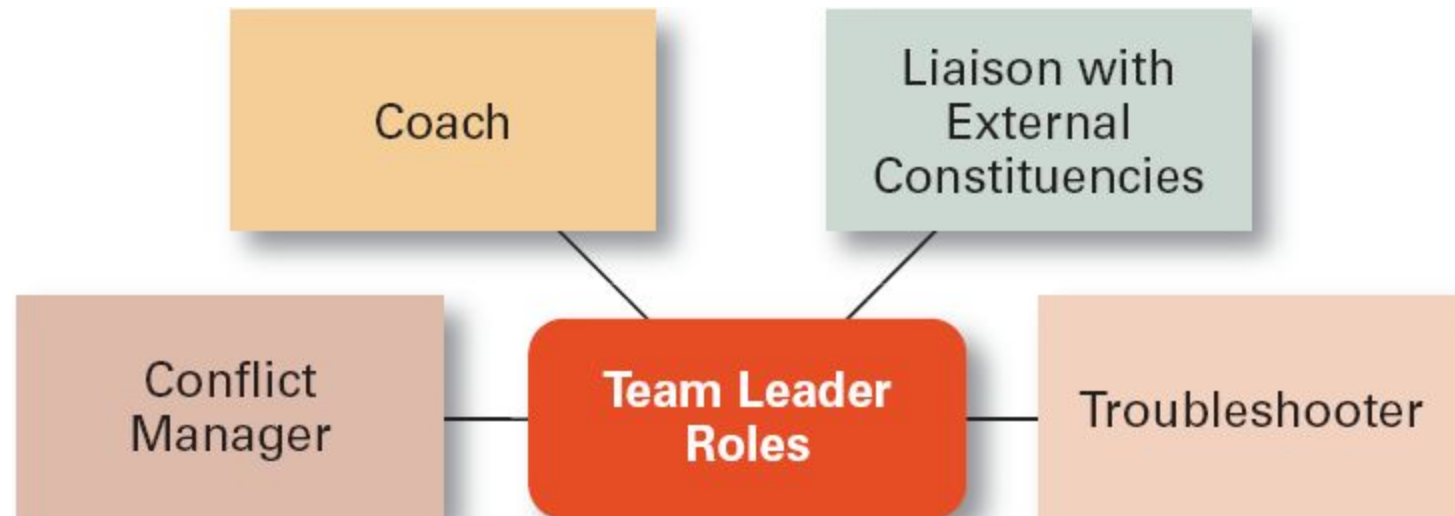 Coach
Liaison with
External
Constituencies
Conflict
Manager
Team Leader
Roles
Troubleshooter